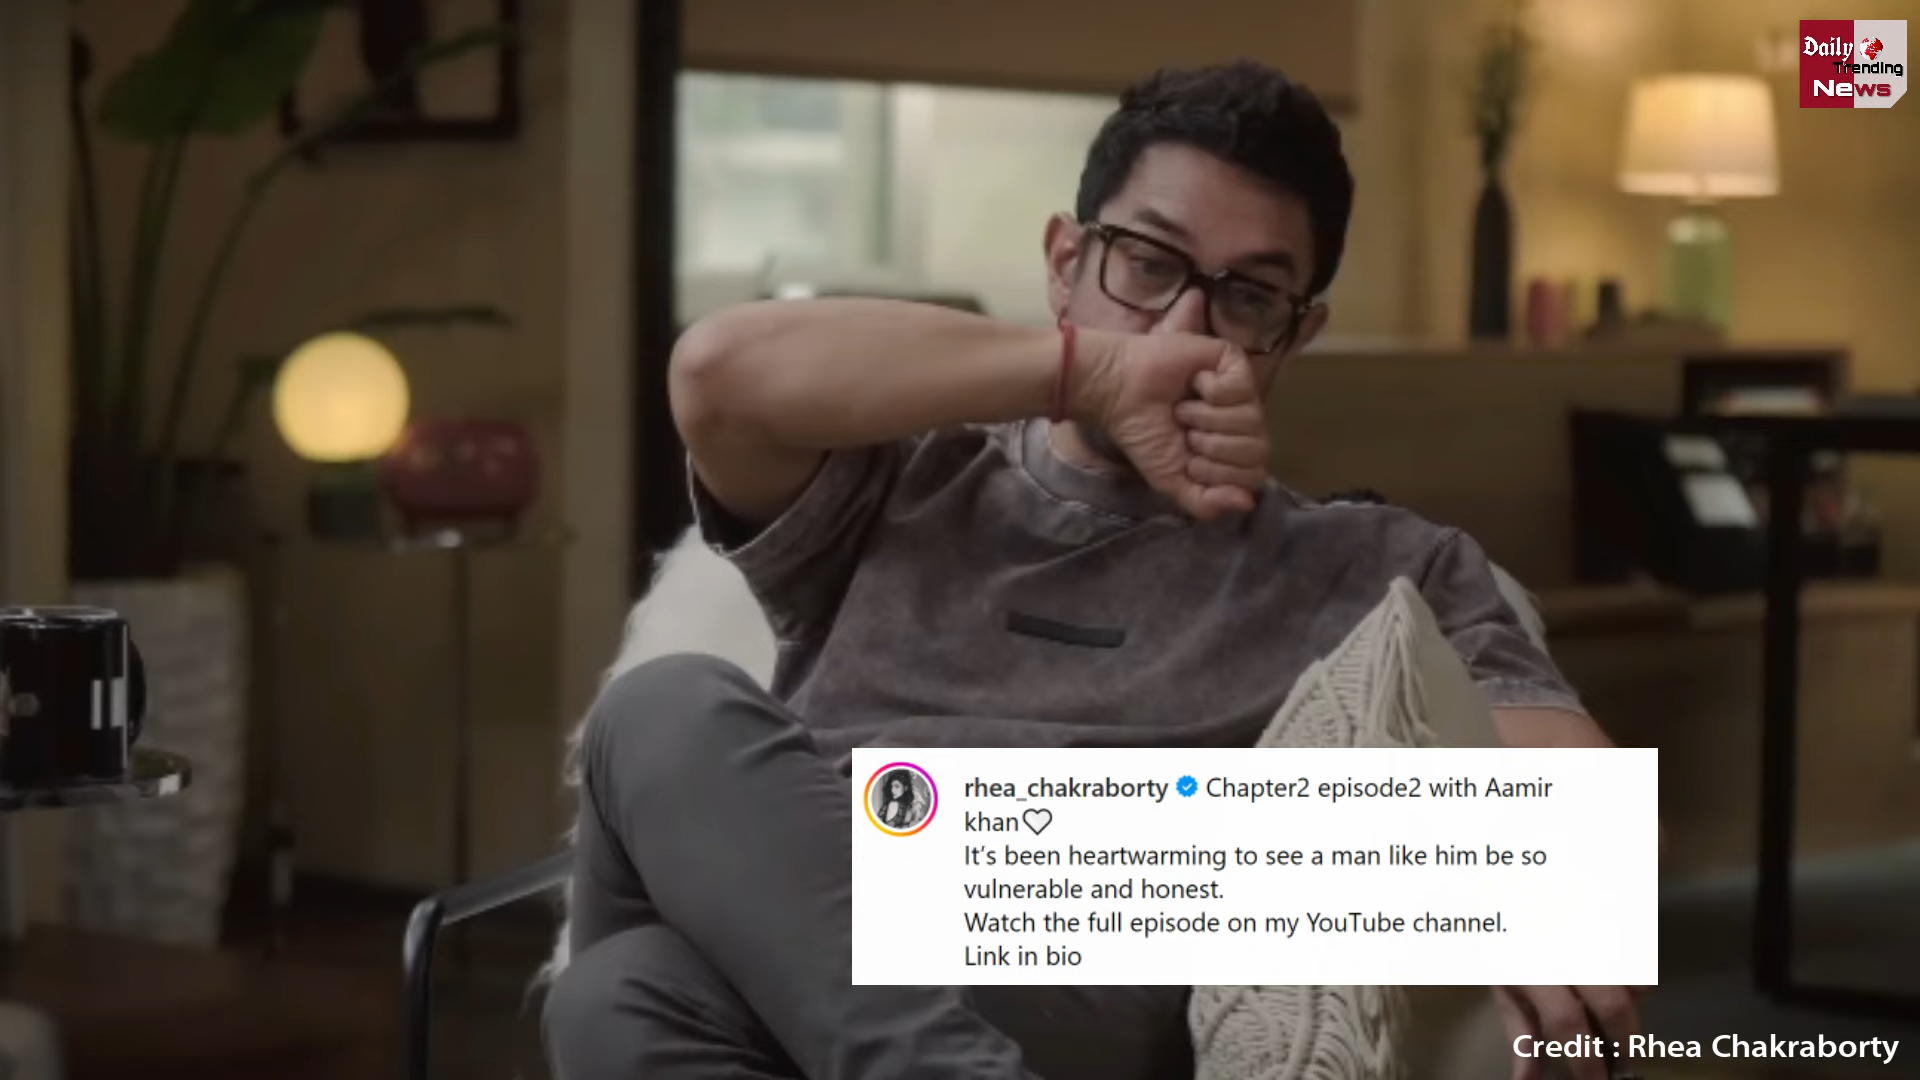 Daily
Trending
News
rhea_chakraborty Chapter2 episode2 with Aamir
khan🤍
It’s been heartwarming to see a man like him be so
vulnerable and honest.
Watch the full episode on my YouTube channel.
Link in bio
Credit : Rhea Chakraborty